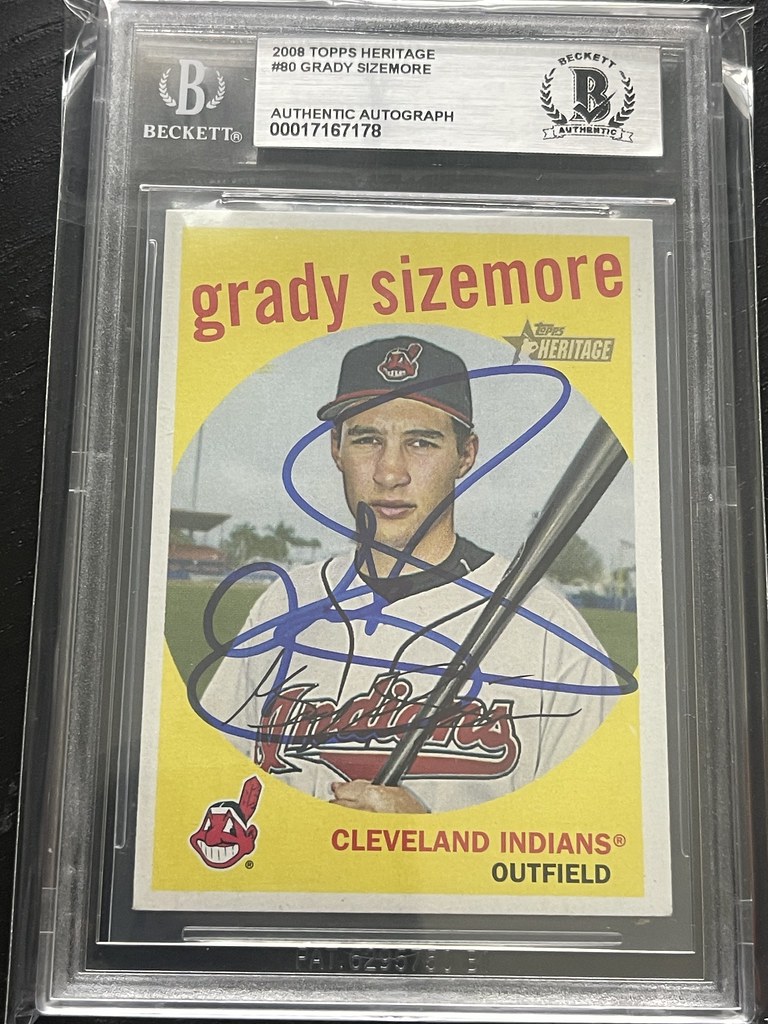 2008 TOPPS HERITAGE
#80 GRADY SIZEMORE
AUTHENTIC AUTOGRAPH
00017167178
B
BECKETT®
BECKETT
B
AUTHENTIC
grady sizemore
Topps
HERITAGE
Indians
CLEVELAND INDIANS®
OUTFIELD
®